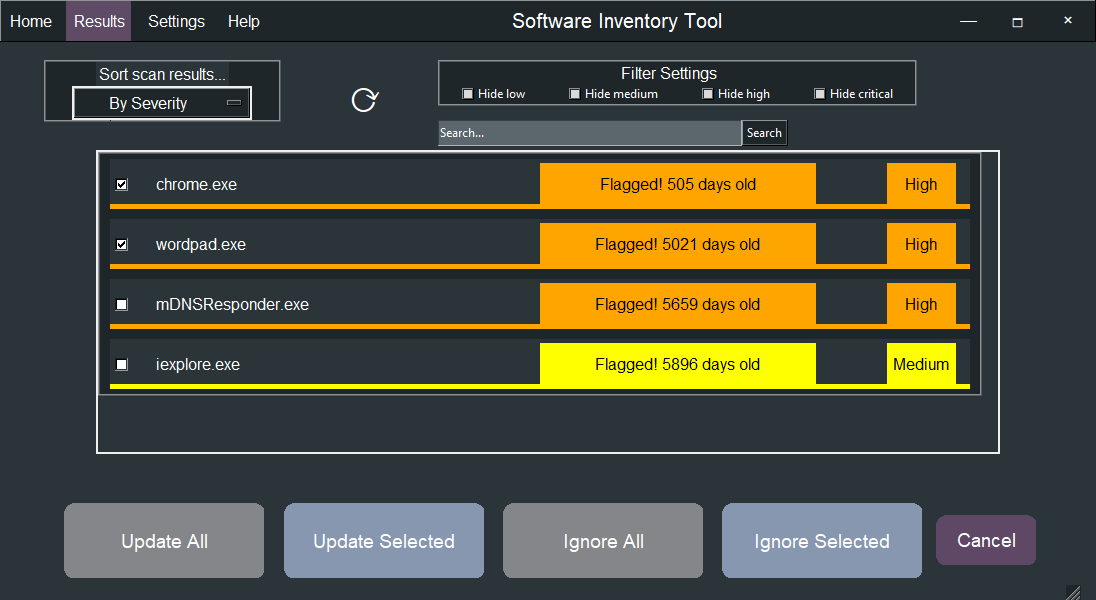 Home Results Settings Help Software Inventory Tool
Sort scan results...
By Severity
Filter Settings
Hide low Hide medium Hide high Hide critical
Search... Search
chrome.exe Flagged! 505 days old High
wordpad.exe Flagged! 5021 days old High
mDNSResponder.exe Flagged! 5659 days old High
iexplore.exe Flagged! 5896 days old Medium
Update All Update Selected Ignore All Ignore Selected Cancel